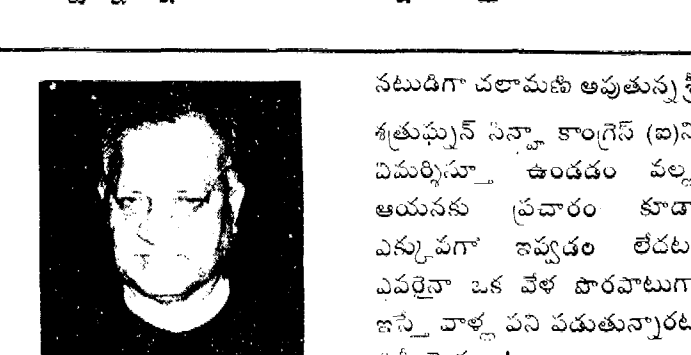 నటుడిగా చలామణి అవుతున్న శ్రీ
శత్రుఘ్నన్ సిన్హా కాంగ్రెస్ (ఐ)ని
విమర్శిస్తూ ఉండడం వల్ల
ఆయనకు ప్రచారం కూడా
ఎక్కువగా ఇవ్వడం లేదట
ఎవరైనా ఒక వేళ పొరపాటుగా
ఇస్తే వాళ్ల పని పడుతున్నారట